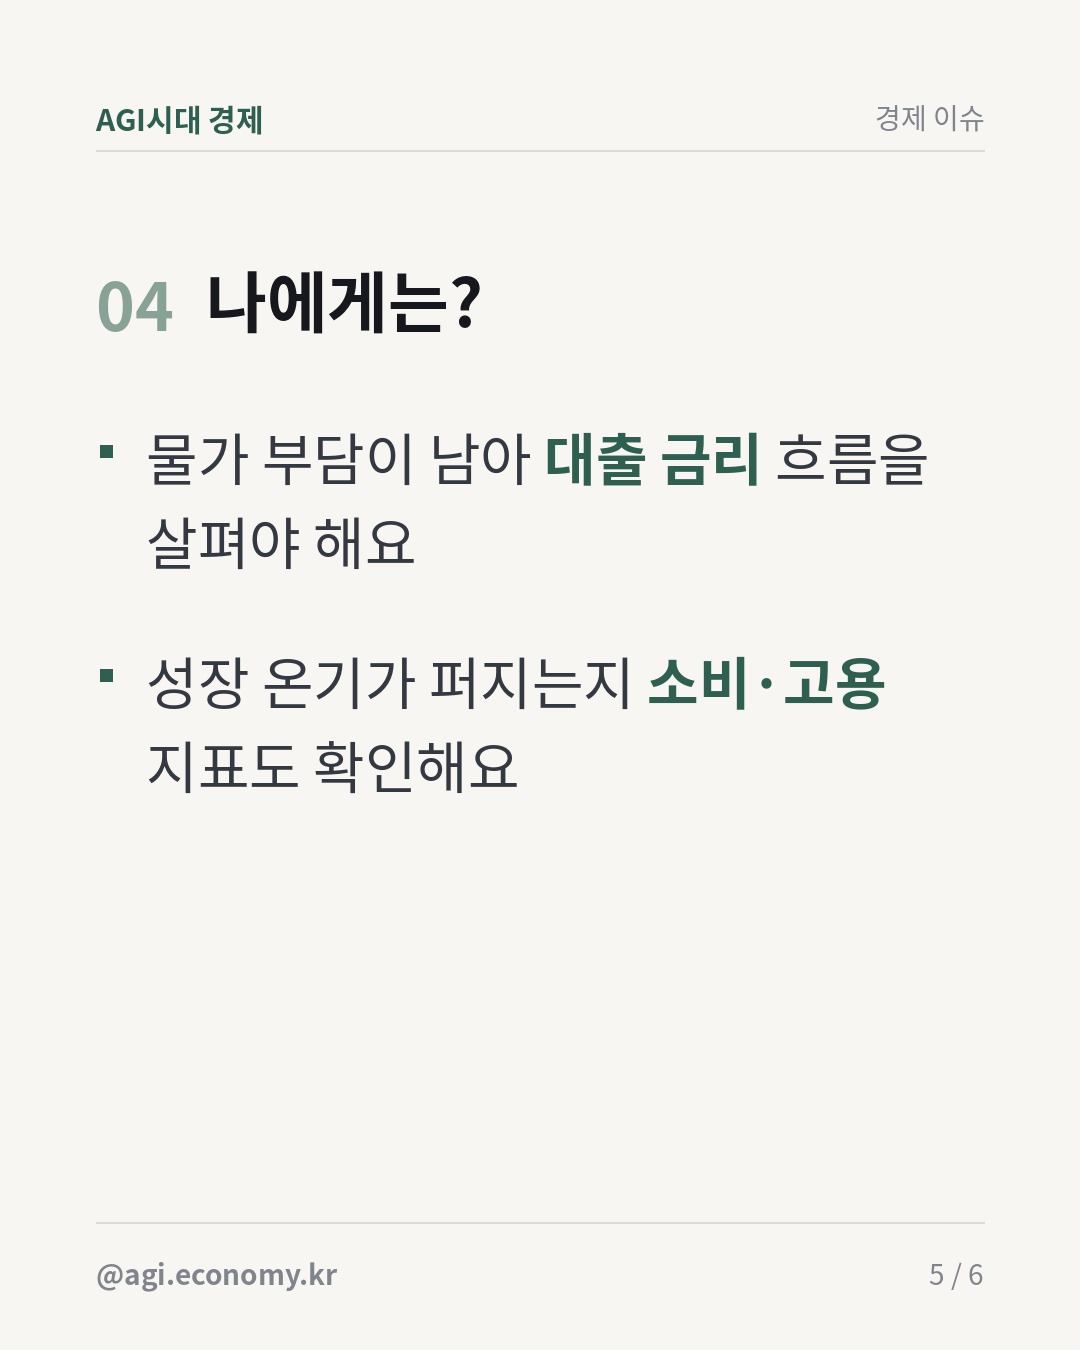 AGI시대 경제
경제 이슈
04 나에게는?
▪ 물가 부담이 남아 대출 금리 흐름을
살펴야 해요
▪ 성장 온기가 퍼지는지 소비·고용
지표도 확인해요
@agi.economy.kr
5 / 6